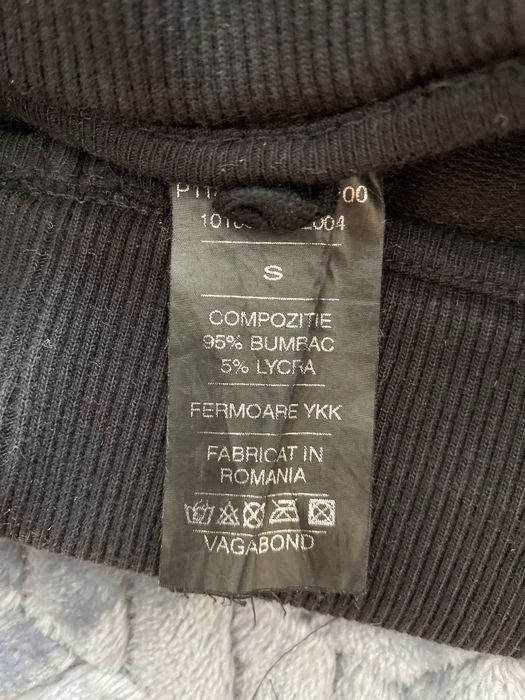 S
COMPOZITIE
95% BUMBAC
5% LYCRA
FERMOARE YKK
FABRICAT IN
ROMANIA
VAGABOND